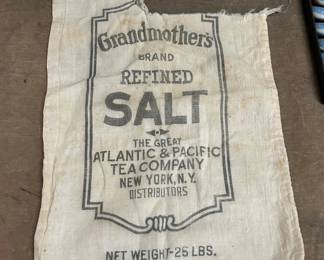 Grandmother's
BRAND
REFINED
SALT
THE GREAT
ATLANTIC & PACIFIC
TEA COMPANY
NEW YORK, N.Y.
DISTRIBUTORS
NET WEIGHT-25 LBS.